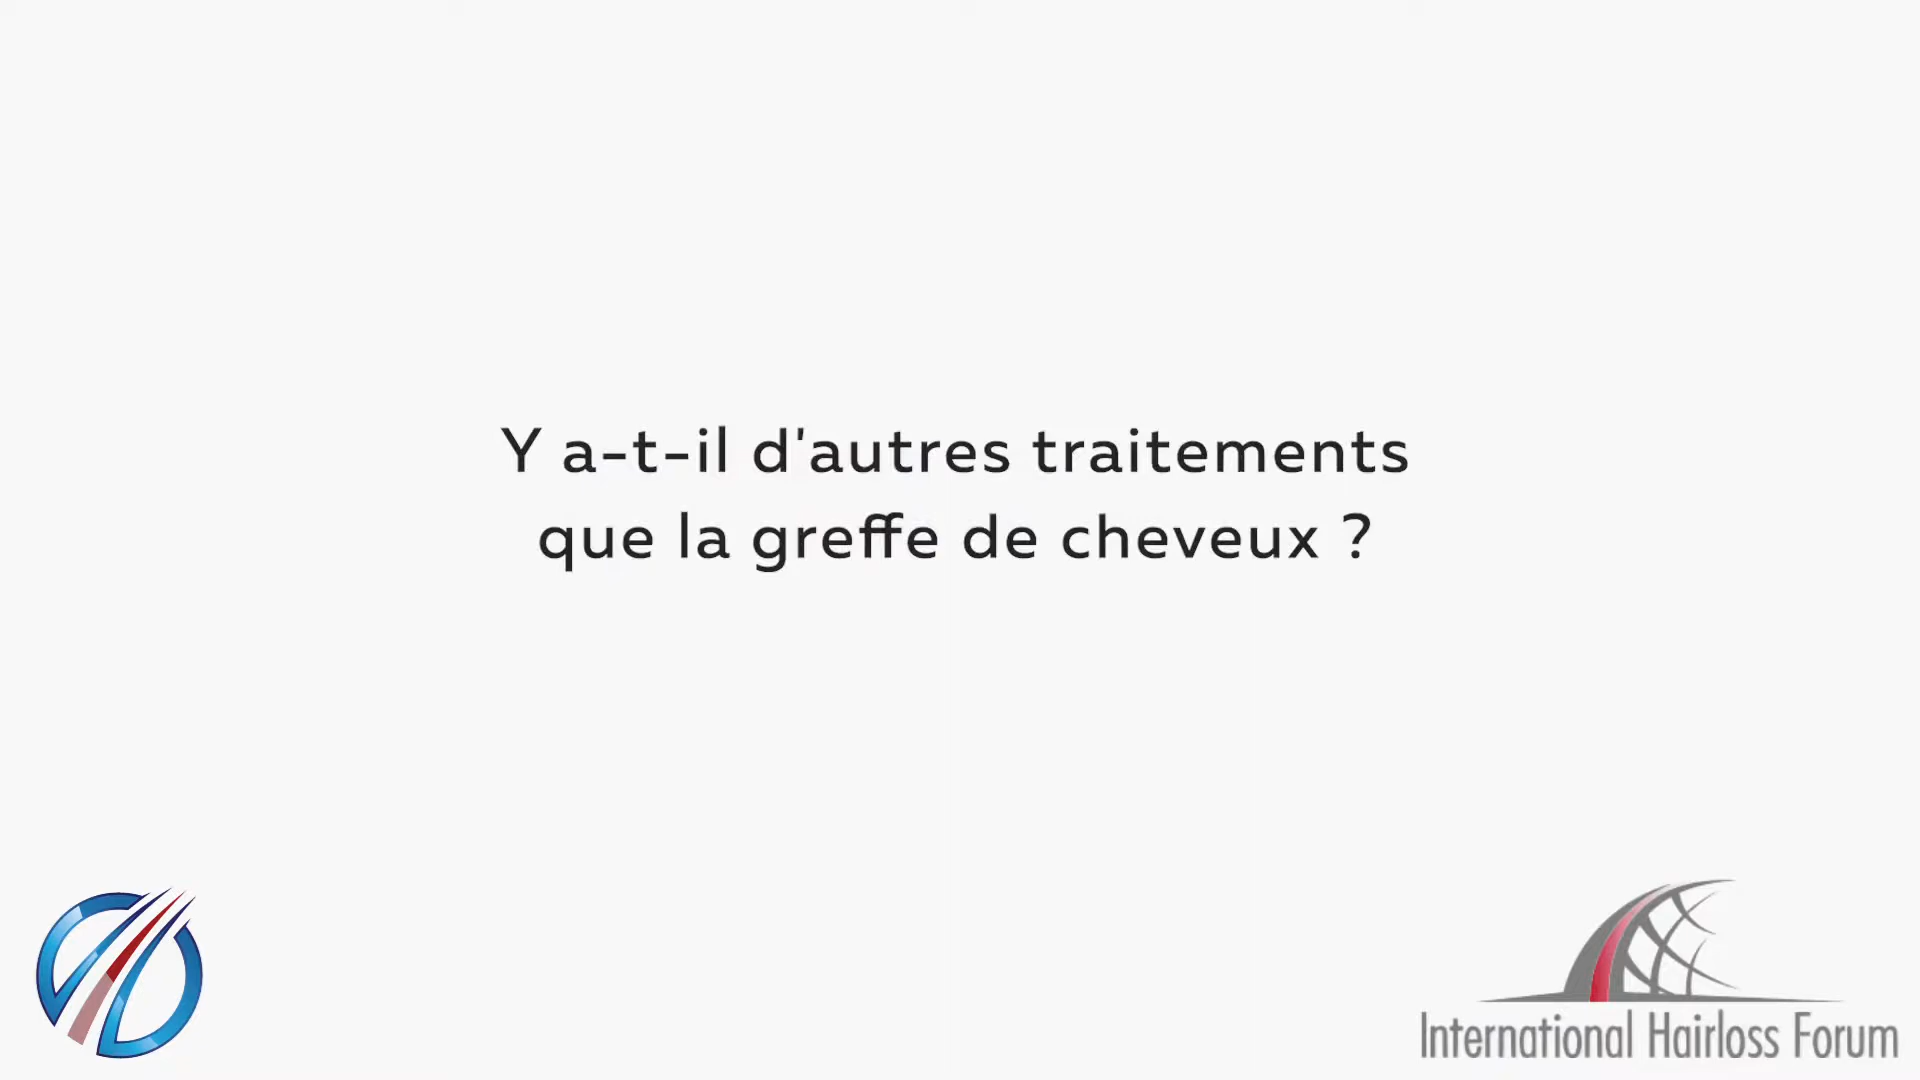 Y a-t-il d'autres traitements
que la greffe de cheveux ?
International Hairloss Forum